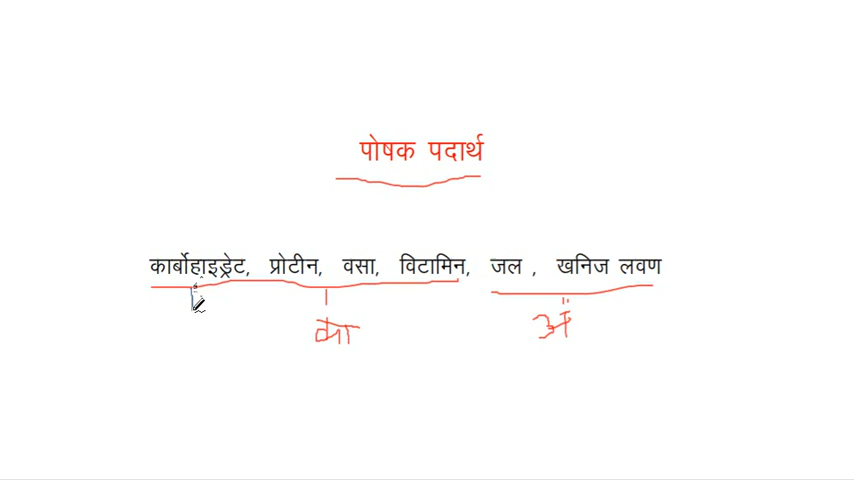 पोषक पदार्थ
कार्बोहाइड्रेट, प्रोटीन, वसा, विटामिन, जल , खनिज लवण
का अं